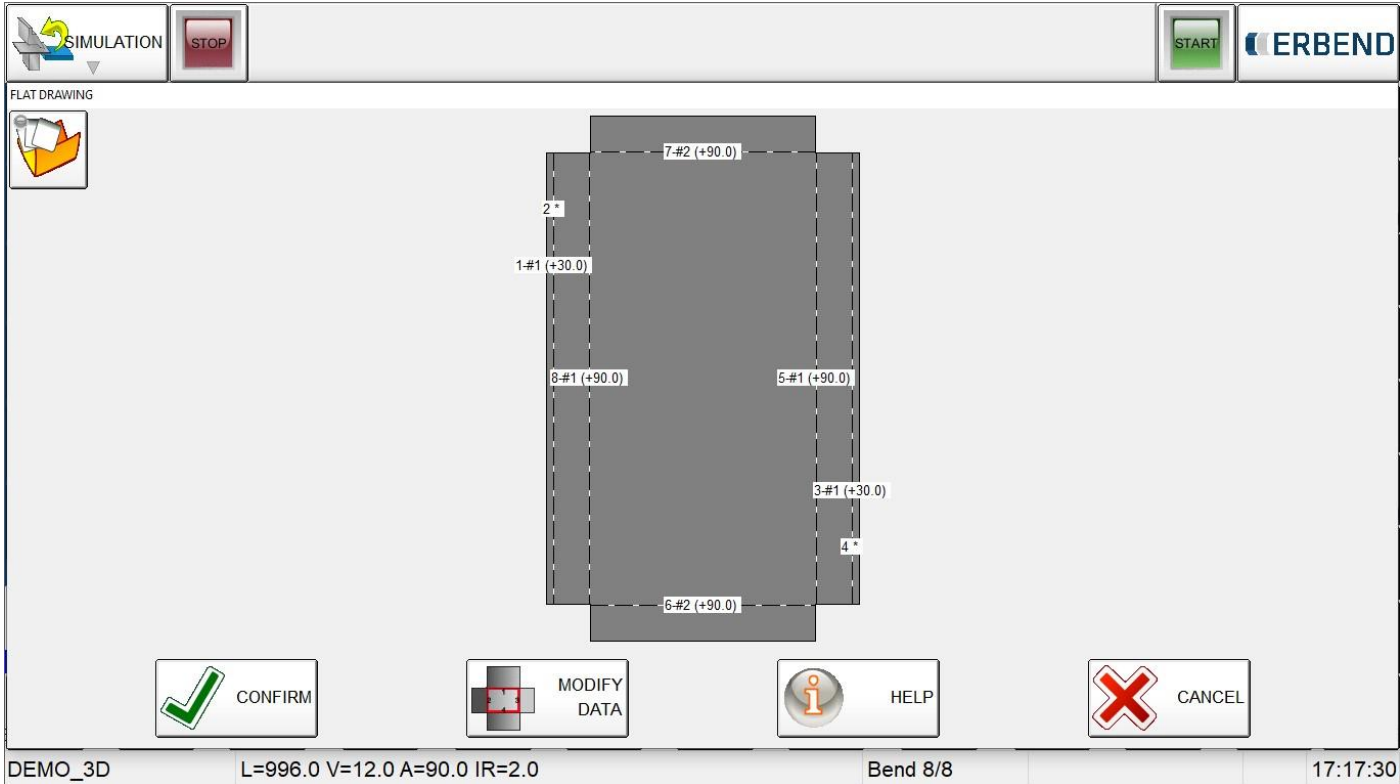 SIMULATION
STOP
START
ERBEND
FLAT DRAWING
7-#2 (+90.0)
2 *
1-#1 (+30.0)
8-#1 (+90.0)
5-#1 (+90.0)
3-#1 (+30.0)
4 *
6-#2 (+90.0)
CONFIRM
MODIFY
DATA
HELP
CANCEL
DEMO_3D
L=996.0 V=12.0 A=90.0 IR=2.0
Bend 8/8
17:17:30